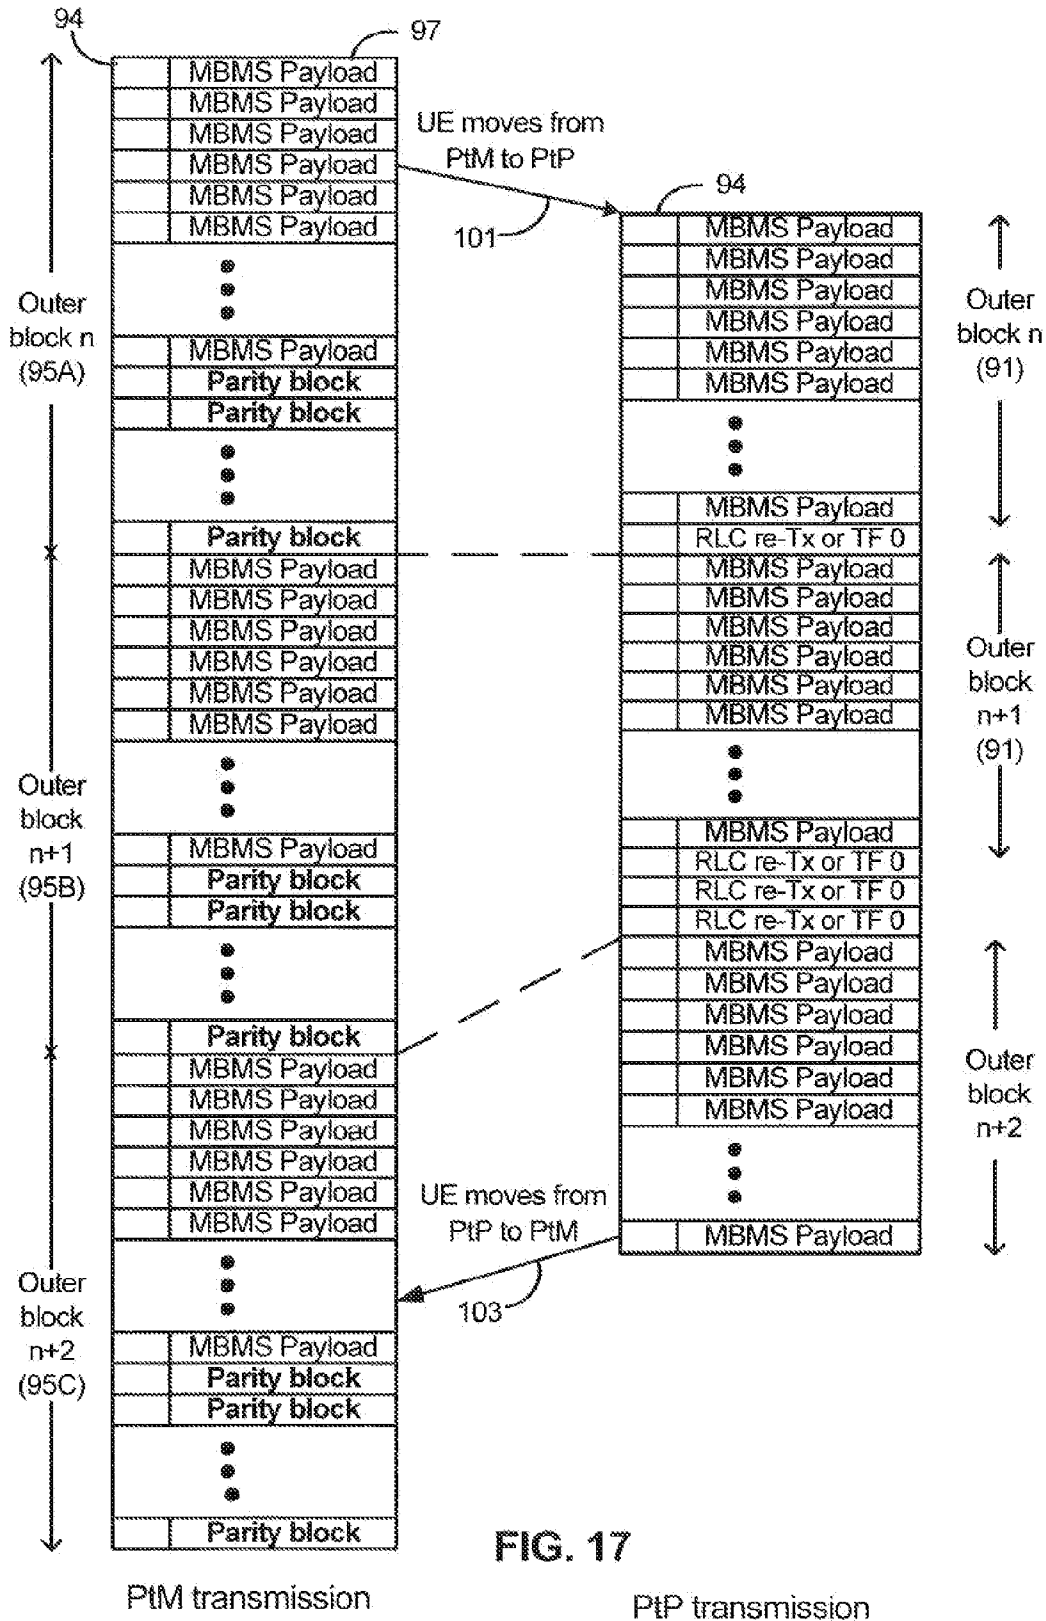 94
97
MBMS Payload
MBMS Payload
MBMS Payload
MBMS Payload
MBMS Payload
MBMS Payload
MBMS Payload
Parity block
Parity block
Parity block
Outer
block n
(95A)
MBMS Payload
MBMS Payload
MBMS Payload
MBMS Payload
MBMS Payload
MBMS Payload
MBMS Payload
Parity block
Parity block
Parity block
Outer
block
n+1
(95B)
MBMS Payload
MBMS Payload
MBMS Payload
MBMS Payload
MBMS Payload
MBMS Payload
MBMS Payload
Parity block
Parity block
Parity block
Outer
block
n+2
(95C)
PtM transmission
UE moves from
PtM to PtP
101
94
MBMS Payload
MBMS Payload
MBMS Payload
MBMS Payload
MBMS Payload
MBMS Payload
MBMS Payload
RLC re-Tx or TF 0
Outer
block n
(91)
MBMS Payload
MBMS Payload
MBMS Payload
MBMS Payload
MBMS Payload
MBMS Payload
MBMS Payload
RLC re-Tx or TF 0
RLC re-Tx or TF 0
RLC re-Tx or TF 0
Outer
block
n+1
(91)
MBMS Payload
MBMS Payload
MBMS Payload
MBMS Payload
MBMS Payload
MBMS Payload
MBMS Payload
Outer
block
n+2
UE moves from
PtP to PtM
103
FIG. 17
PtP transmission